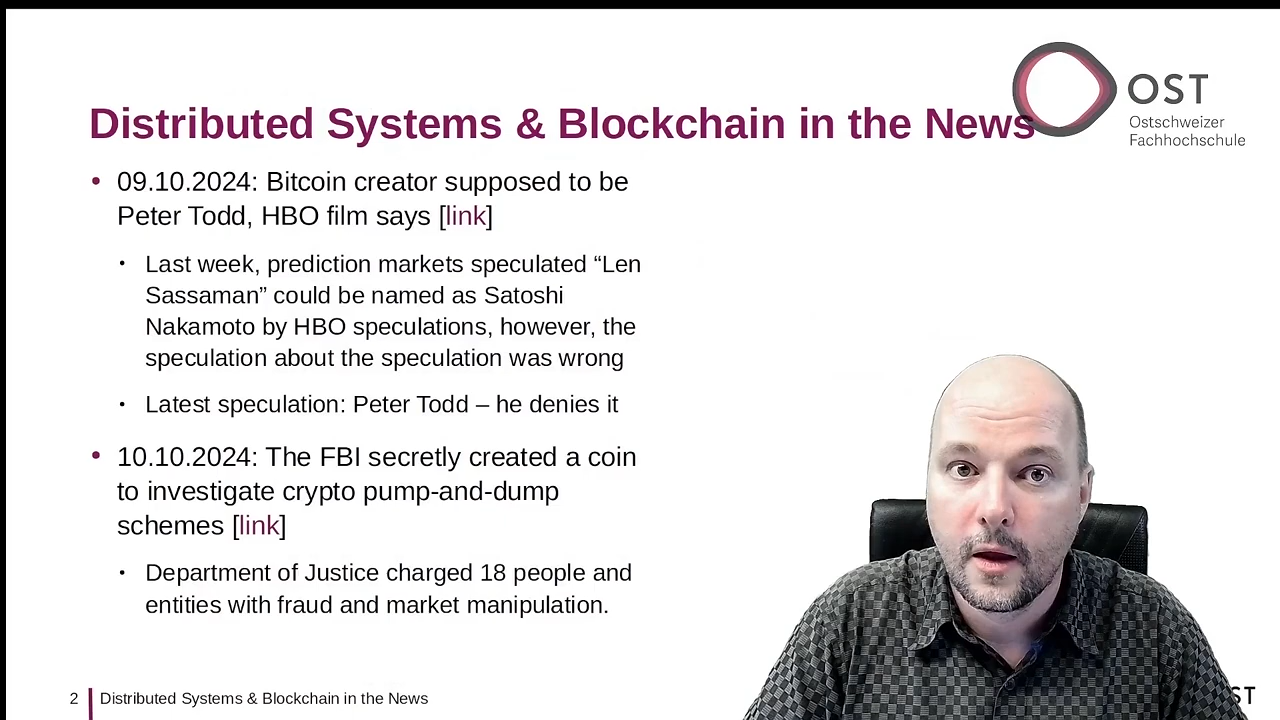 OST
Ostschweizer
Fachhochschule
Distributed Systems & Blockchain in the News
• 09.10.2024: Bitcoin creator supposed to be
Peter Todd, HBO film says [link]
• Last week, prediction markets speculated “Len
Sassaman” could be named as Satoshi
Nakamoto by HBO speculations, however, the
speculation about the speculation was wrong
• Latest speculation: Peter Todd – he denies it
• 10.10.2024: The FBI secretly created a coin
to investigate crypto pump-and-dump
schemes [link]
• Department of Justice charged 18 people and
entities with fraud and market manipulation.
2 Distributed Systems & Blockchain in the News